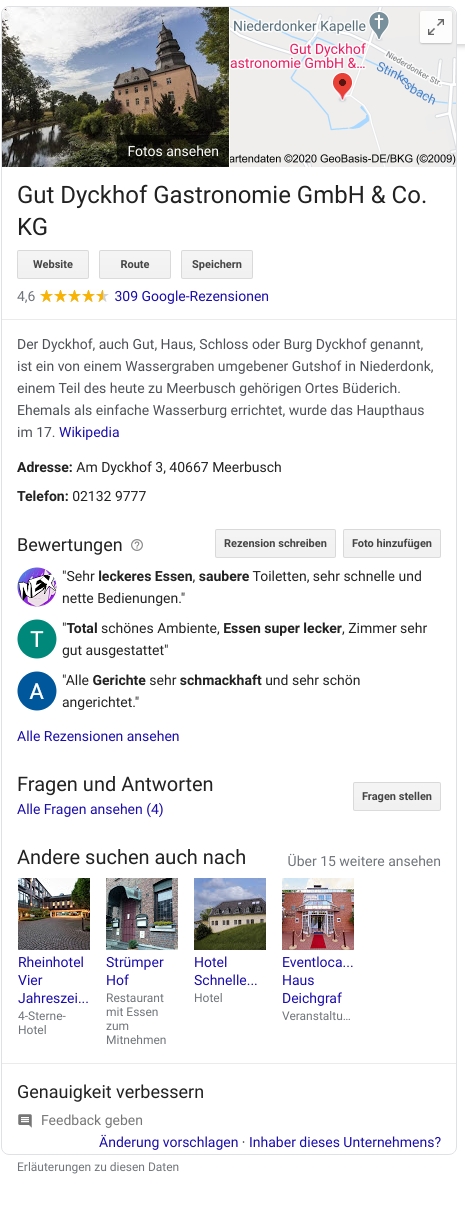 Niederdonker Kapelle
Gut Dyckhof
astronomie GmbH &...
Niederdonker Str
Stinkesbach
Fotos ansehen
artendaten ©2020 GeoBasis-DE/BKG (©2009)
Gut Dyckhof Gastronomie GmbH & Co.
KG
Website Route Speichern
4,6 309 Google-Rezensionen
Der Dyckhof, auch Gut, Haus, Schloss oder Burg Dyckhof genannt,
ist ein von einem Wassergraben umgebener Gutshof in Niederdonk,
einem Teil des heute zu Meerbusch gehörigen Ortes Büderich.
Ehemals als einfache Wasserburg errichtet, wurde das Haupthaus
im 17. Wikipedia
Adresse: Am Dyckhof 3, 40667 Meerbusch
Telefon: 02132 9777
Bewertungen ? Rezension schreiben Foto hinzufügen
NEX
"Sehr leckeres Essen, saubere Toiletten, sehr schnelle und
nette Bedienungen."
T
"Total schönes Ambiente, Essen super lecker, Zimmer sehr
gut ausgestattet"
A
"Alle Gerichte sehr schmackhaft und sehr schön
angerichtet."
Alle Rezensionen ansehen
Fragen und Antworten
Fragen stellen
Alle Fragen ansehen (4)
Andere suchen auch nach Über 15 weitere ansehen
Rheinhotel
Vier
Jahreszei...
4-Sterne-
Hotel
Strümper
Hof
Restaurant
mit Essen
zum
Mitnehmen
Hotel
Schnelle...
Hotel
Eventloca...
Haus
Deichgraf
Veranstaltu...
Genauigkeit verbessern
Feedback geben
Änderung vorschlagen · Inhaber dieses Unternehmens?
Erläuterungen zu diesen Daten